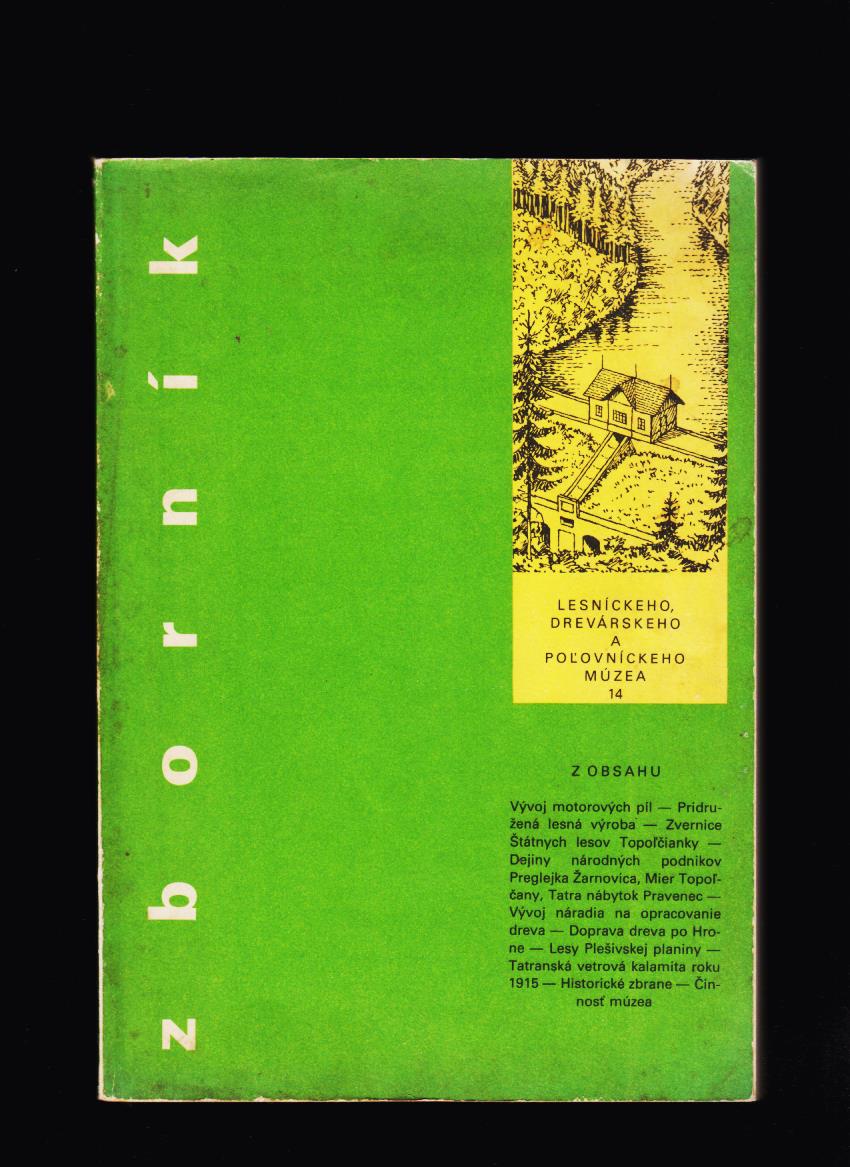 zborník
LESNÍCKEHO,
DREVÁRSKEHO
A
POĽOVNÍCKEHO
MÚZEA
14
Z OBSAHU
Vývoj motorových píl — Pridru-
žená lesná výroba — Zvernice
Štátnych lesov Topoľčianky —
Dejiny národných podnikov
Preglejka Žarnovica, Mier Topoľ-
čany, Tatra nábytok Pravenec —
Vývoj náradia na opracovanie
dreva — Doprava dreva po Hro-
ne — Lesy Plešivskej planiny —
Tatranská vetrová kalamita roku
1915 — Historické zbrane — Čin-
nosť múzea